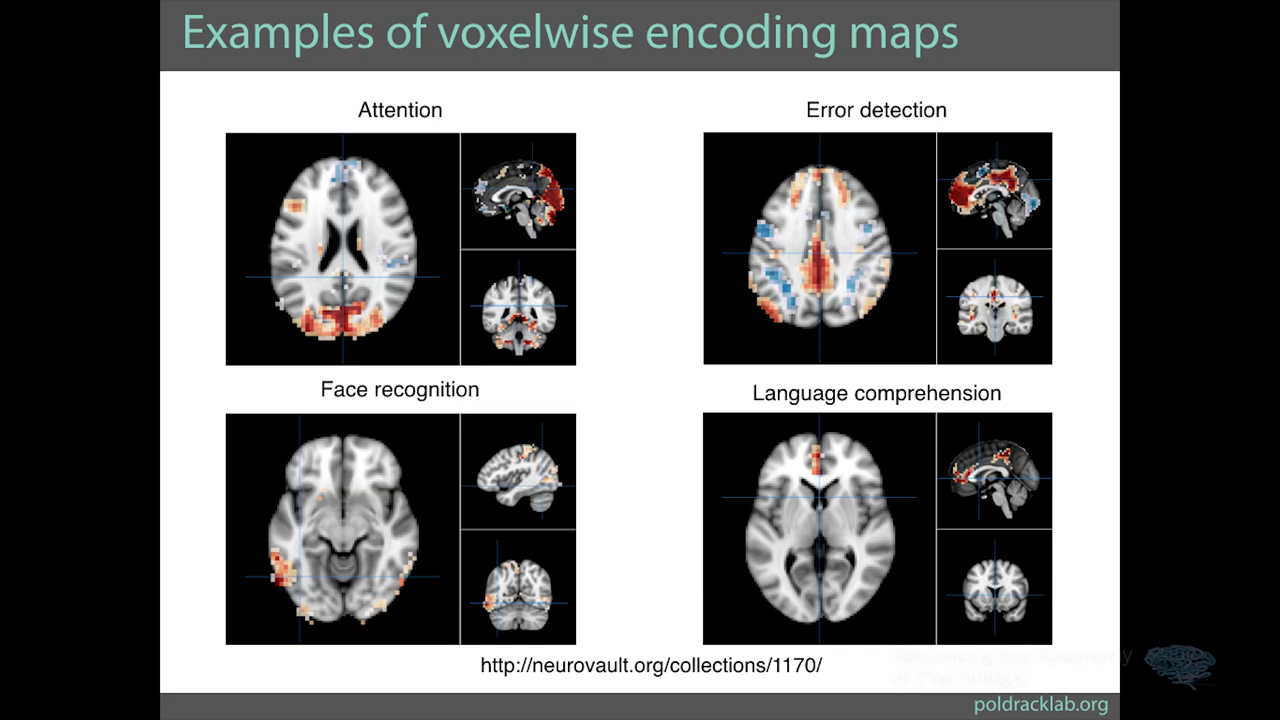 Examples of voxelwise encoding maps
Attention
Error detection
Face recognition
Language comprehension
http://neurovault.org/collections/1170/
poldracklab.org